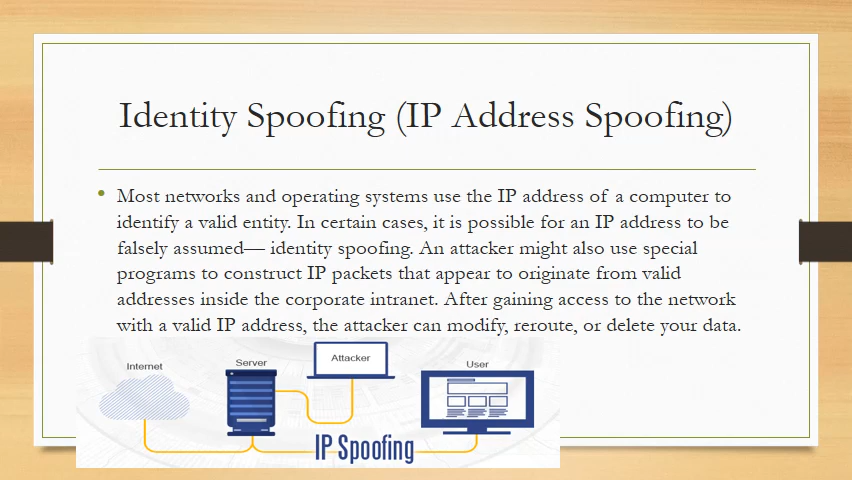 Identity Spoofing (IP Address Spoofing)
• Most networks and operating systems use the IP address of a computer to
identify a valid entity. In certain cases, it is possible for an IP address to be
falsely assumed— identity spoofing. An attacker might also use special
programs to construct IP packets that appear to originate from valid
addresses inside the corporate intranet. After gaining access to the network
with a valid IP address, the attacker can modify, reroute, or delete your data.
Internet
Server
Attacker
User
IP Spoofing